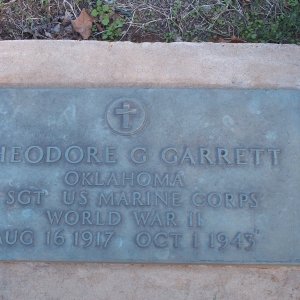 HEODORE G GARRETT
OKLAHOMA
SGT US MARINE CORPS
WORLD WAR II
AUG 16 1917 OCT 1 1943